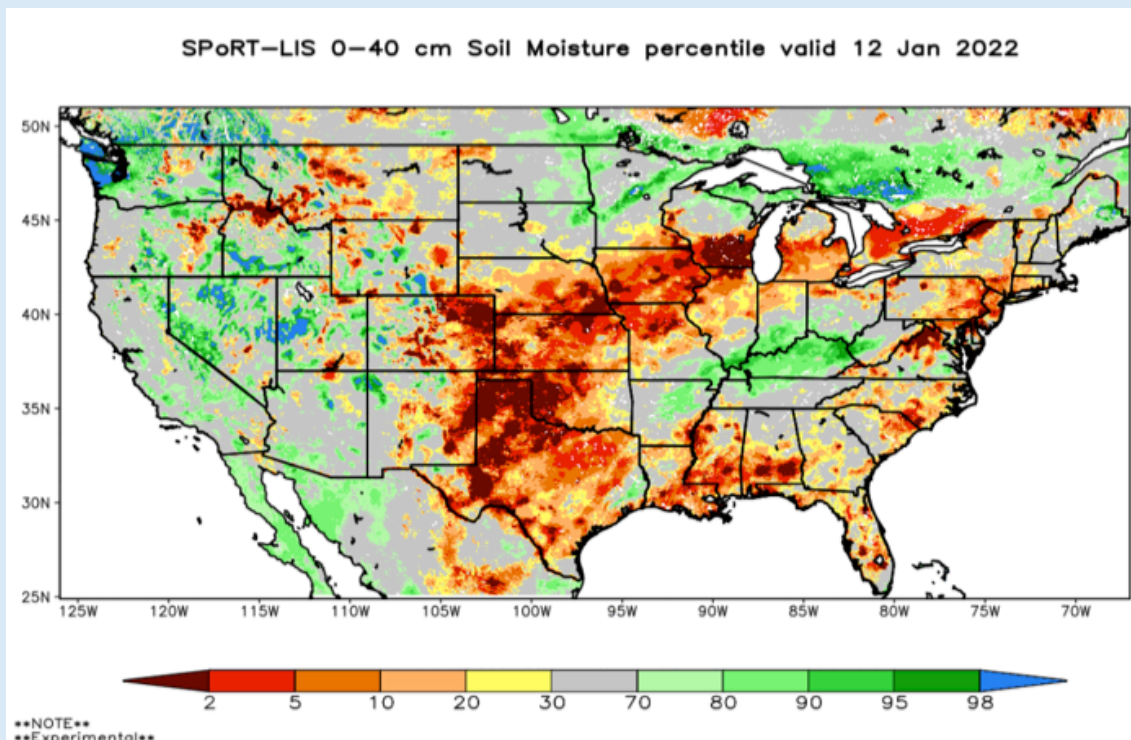 SPoRT-LIS 0-40 cm Soil Moisture percentile valid 12 Jan 2022
50N
45N
40N
35N
30N
25N
125W 120W 115W 110W 105W 100W 95W 90W 85W 80W 75W 70W
2 5 10 20 30 70 80 90 95 98
**NOTE**
**Experimental**